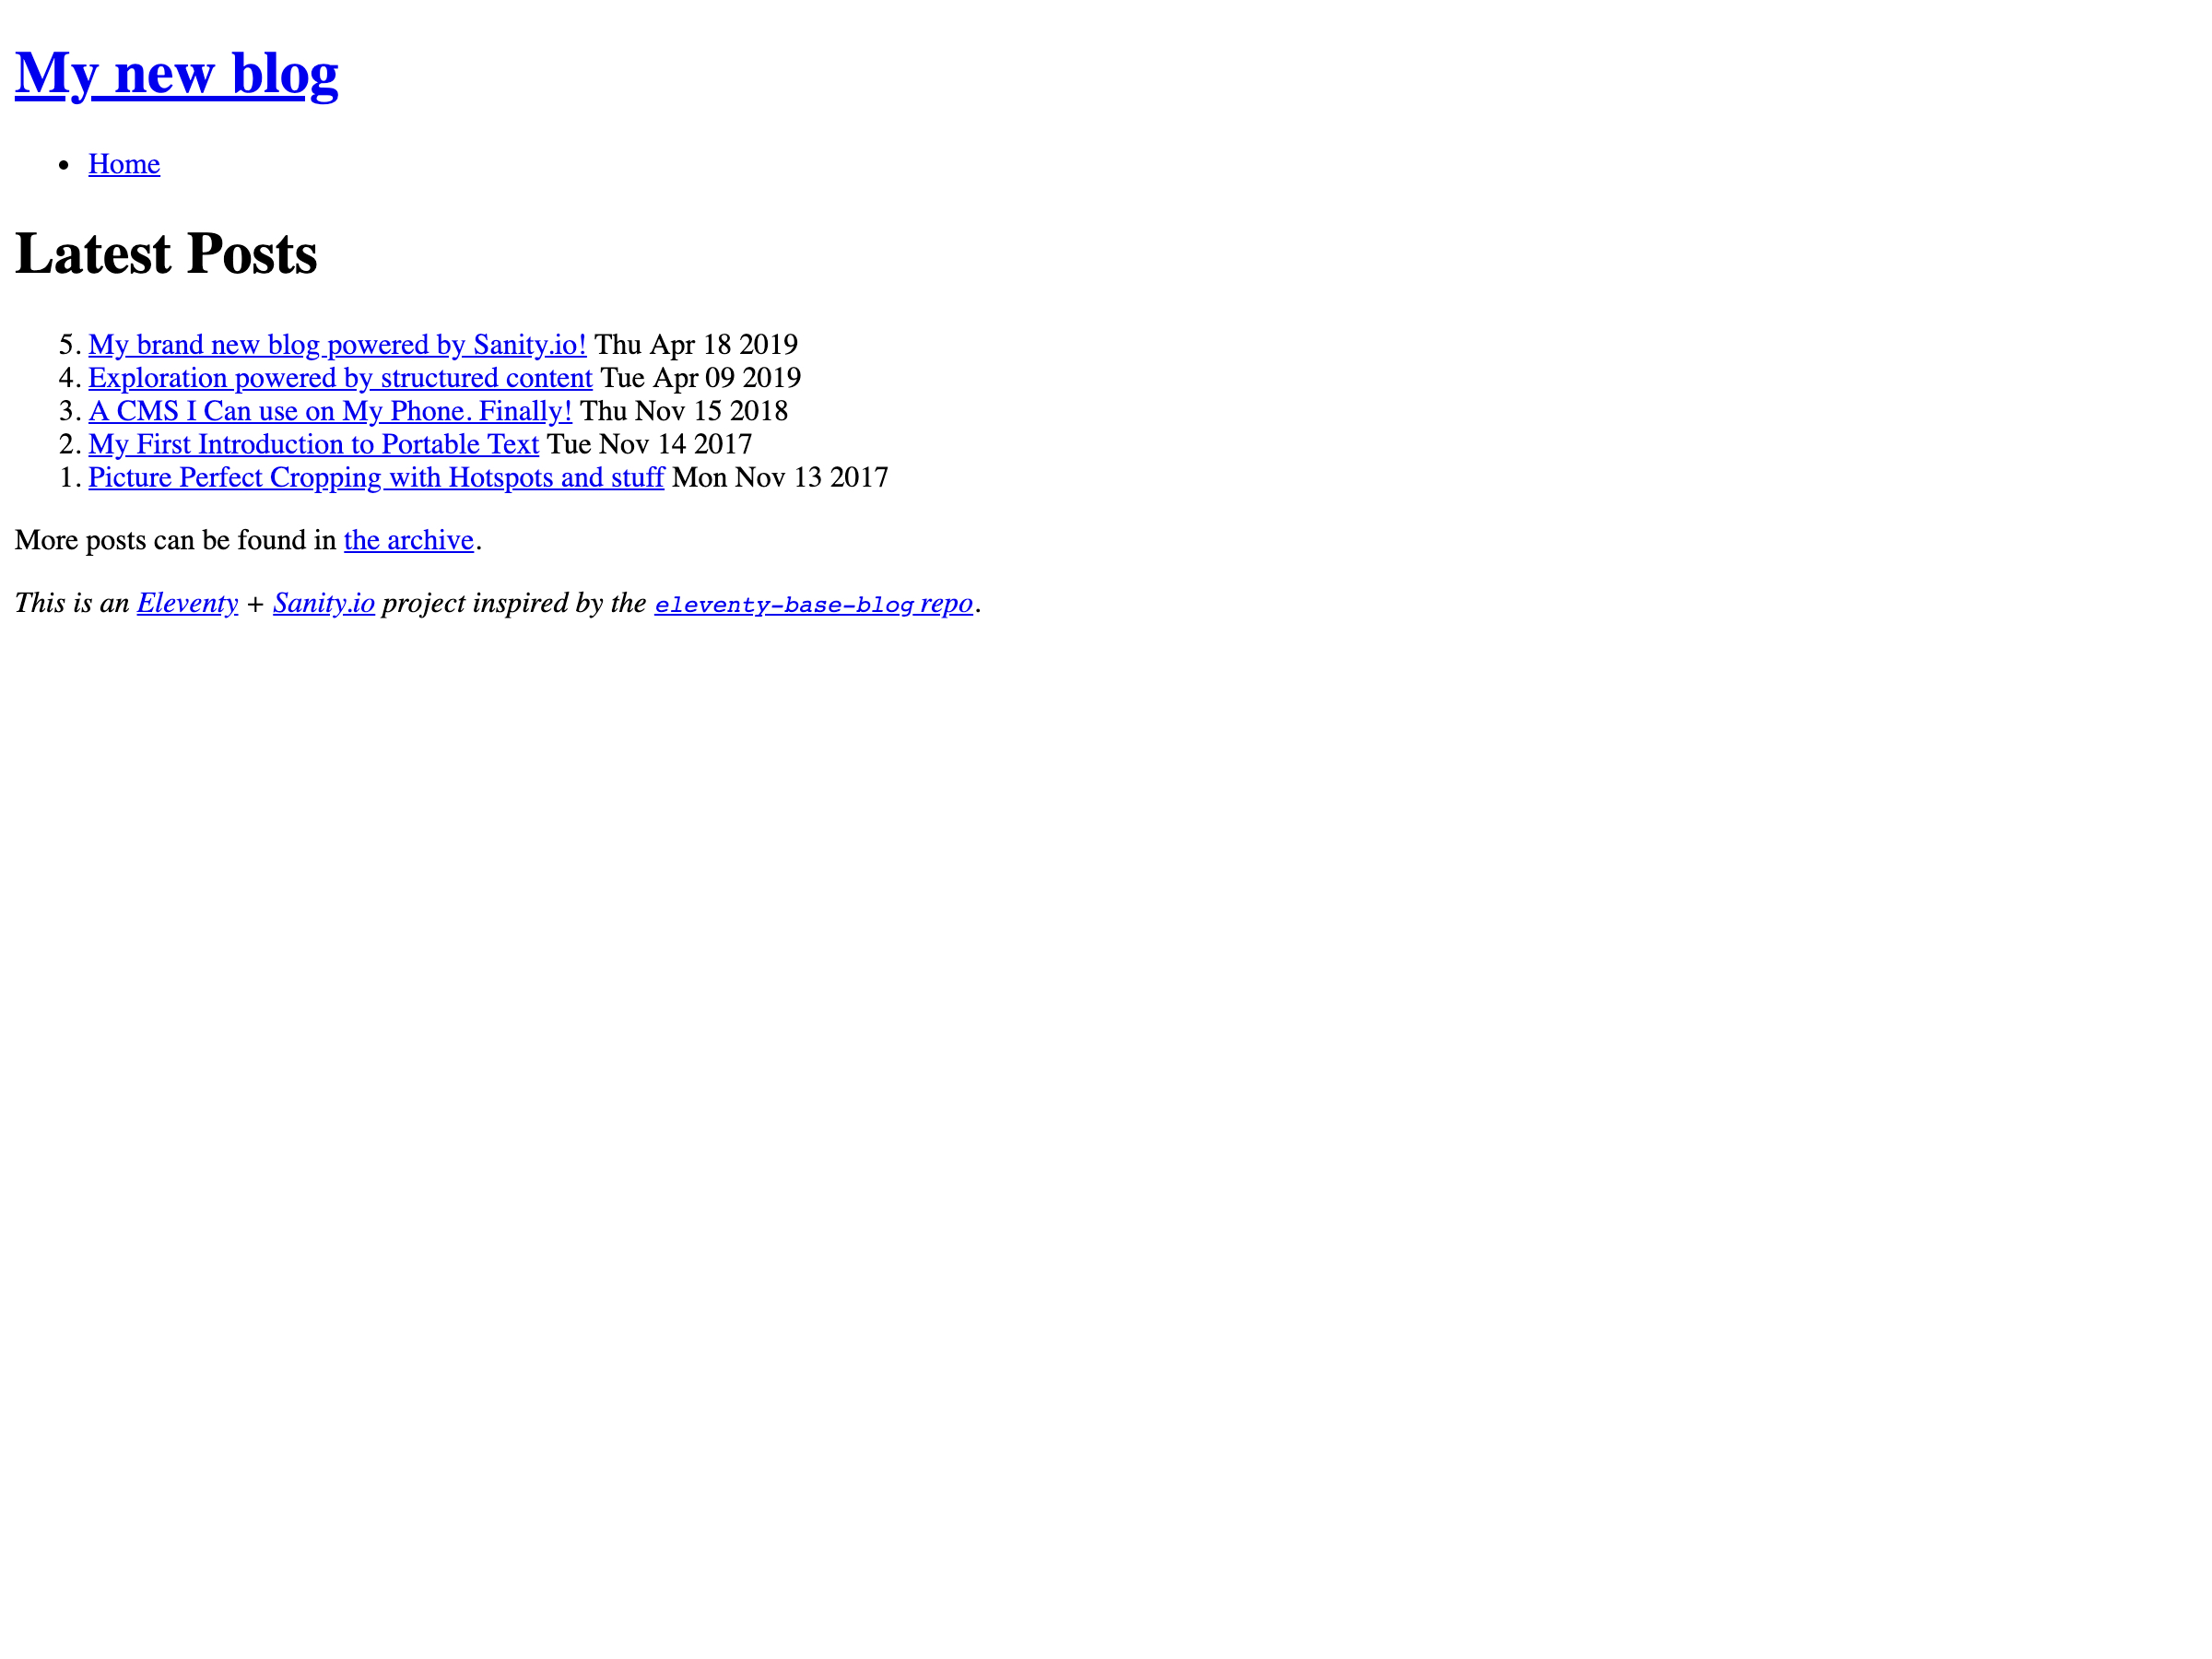 My new blog
• Home
Latest Posts
5. My brand new blog powered by Sanity.io! Thu Apr 18 2019
4. Exploration powered by structured content Tue Apr 09 2019
3. A CMS I Can use on My Phone. Finally! Thu Nov 15 2018
2. My First Introduction to Portable Text Tue Nov 14 2017
1. Picture Perfect Cropping with Hotspots and stuff Mon Nov 13 2017
More posts can be found in the archive.
This is an Eleventy + Sanity.io project inspired by the eleventy-base-blog repo.